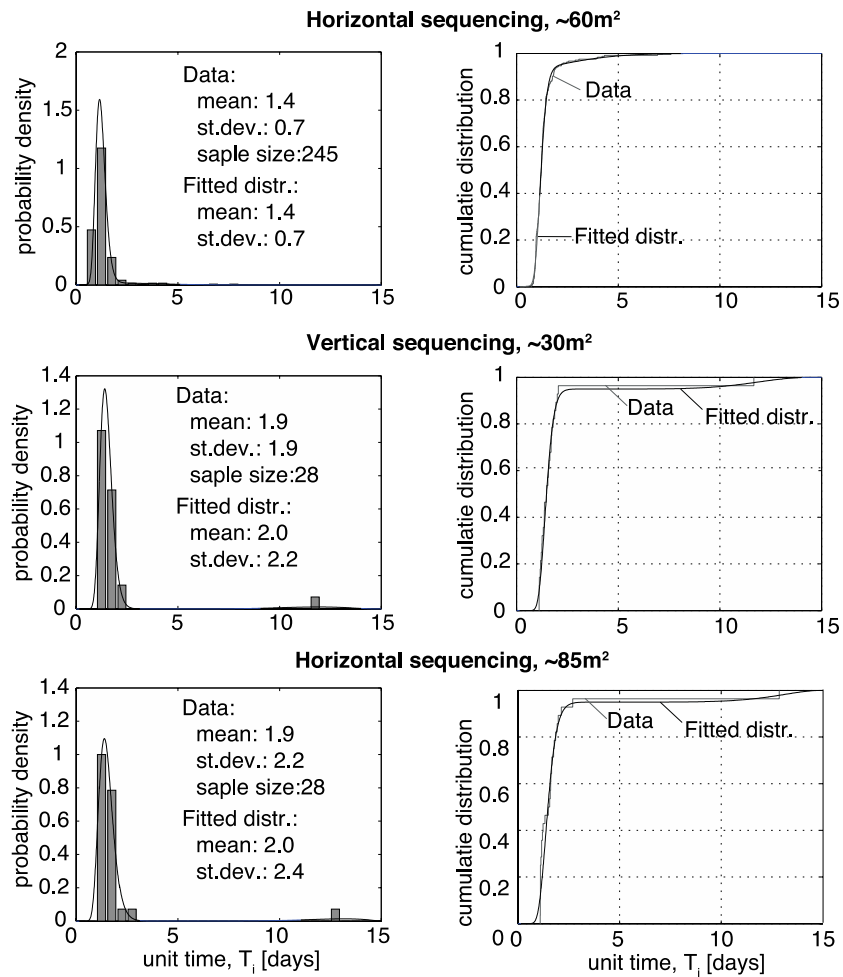 Horizontal sequencing, ~60m²
2
1.5
1
0.5
0
0
5
10
15
probability density
Data:
mean: 1.4
st.dev.: 0.7
saple size:245
Fitted distr.:
mean: 1.4
st.dev.: 0.7
1
0.8
0.6
0.4
0.2
0
0
5
10
15
cumulatie distribution
Data
Fitted distr.
Vertical sequencing, ~30m²
1.4
1.2
1
0.8
0.6
0.4
0.2
0
0
5
10
15
probability density
Data:
mean: 1.9
st.dev.: 1.9
saple size:28
Fitted distr.:
mean: 2.0
st.dev.: 2.2
1
0.8
0.6
0.4
0.2
0
0
5
10
15
cumulatie distribution
Data
Fitted distr.
Horizontal sequencing, ~85m²
1.4
1.2
1
0.8
0.6
0.4
0.2
0
0
5
10
15
probability density
unit time, T i [days]
Data:
mean: 1.9
st.dev.: 2.2
saple size:28
Fitted distr.:
mean: 2.0
st.dev.: 2.4
1
0.8
0.6
0.4
0.2
0
0
5
10
15
cumulatie distribution
unit time, T i [days]
Data
Fitted distr.